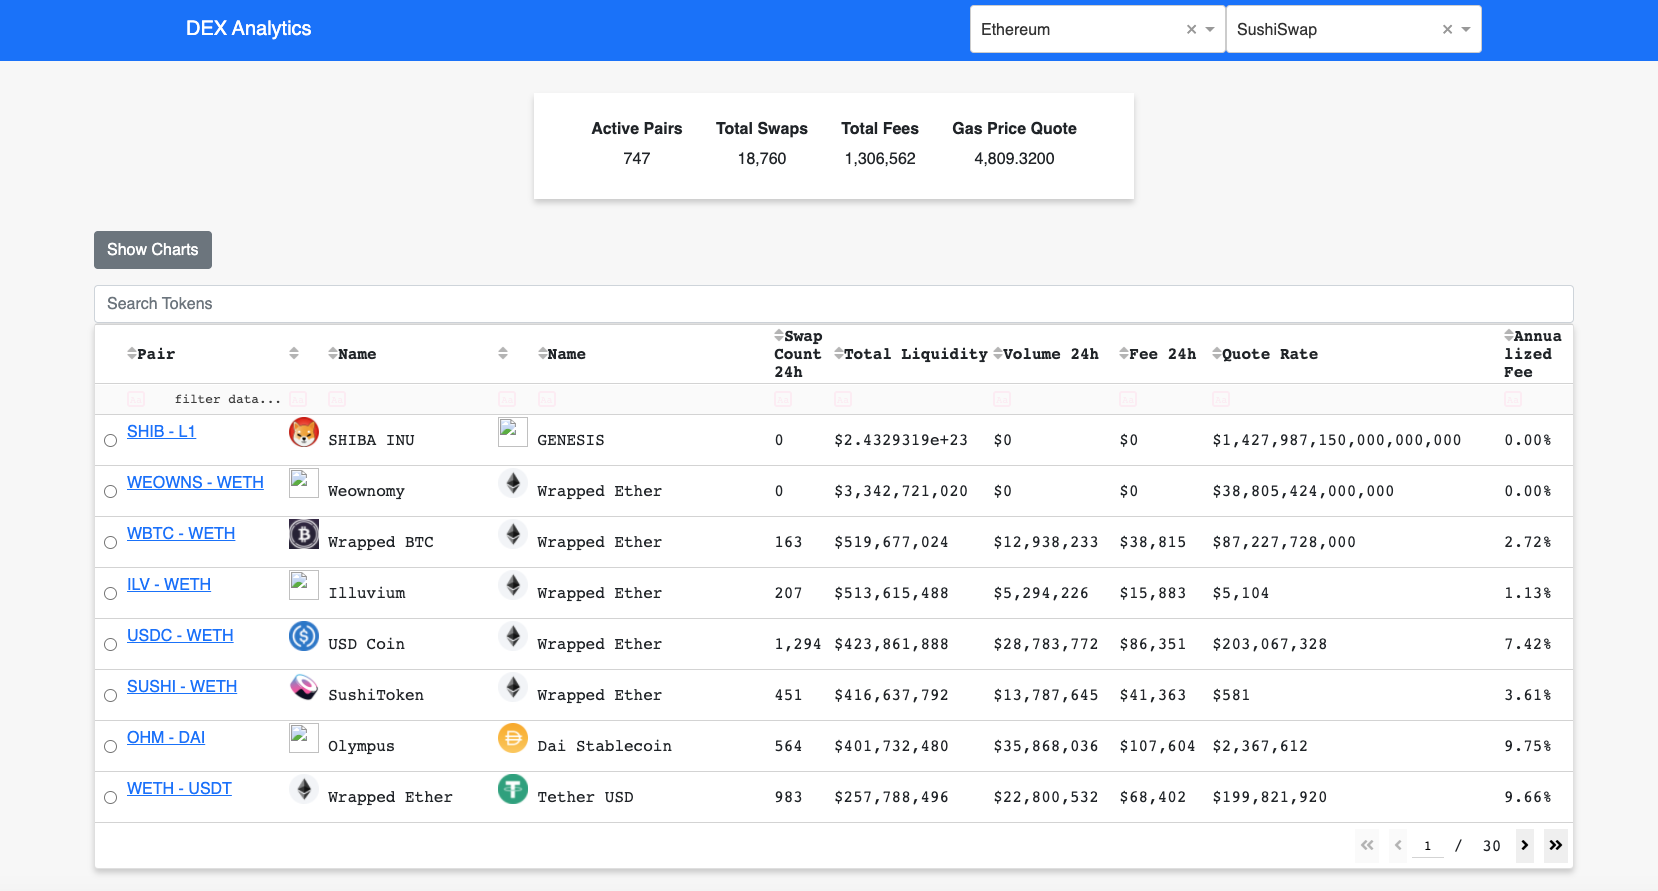 DEX Analytics
Ethereum
SushiSwap
Active Pairs Total Swaps Total Fees Gas Price Quote
747 18,760 1,306,562 4,809.3200
Show Charts
Search Tokens
Pair Name Name Swap Count 24h Total Liquidity Volume 24h Fee 24h Quote Rate Annualized Fee
filter data...
SHIB - L1 SHIBA INU GENESIS 0 $2.4329319e+23 $0 $0 $1,427,987,150,000,000,000 0.00%
WEOWNS - WETH Weownomy Wrapped Ether 0 $3,342,721,020 $0 $0 $38,805,424,000,000 0.00%
WBTC - WETH Wrapped BTC Wrapped Ether 163 $519,677,024 $12,938,233 $38,815 $87,227,728,000 2.72%
ILV - WETH Illuvium Wrapped Ether 207 $513,615,488 $5,294,226 $15,883 $5,104 1.13%
USDC - WETH USD Coin Wrapped Ether 1,294 $423,861,888 $28,783,772 $86,351 $203,067,328 7.42%
SUSHI - WETH SushiToken Wrapped Ether 451 $416,637,792 $13,787,645 $41,363 $581 3.61%
OHM - DAI Olympus Dai Stablecoin 564 $401,732,480 $35,868,036 $107,604 $2,367,612 9.75%
WETH - USDT Wrapped Ether Tether USD 983 $257,788,496 $22,800,532 $68,402 $199,821,920 9.66%
1 / 30